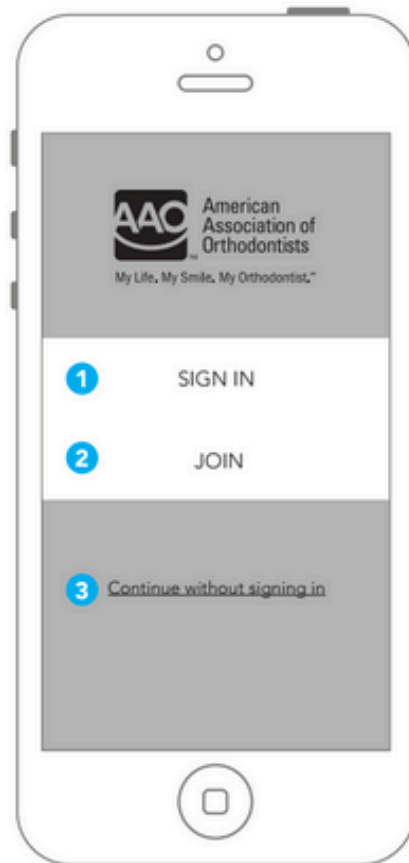 AAO
American
Association of
Orthodontists
™
My Life. My Smile. My Orthodontist.™
1 SIGN IN
2 JOIN
3 Continue without signing in